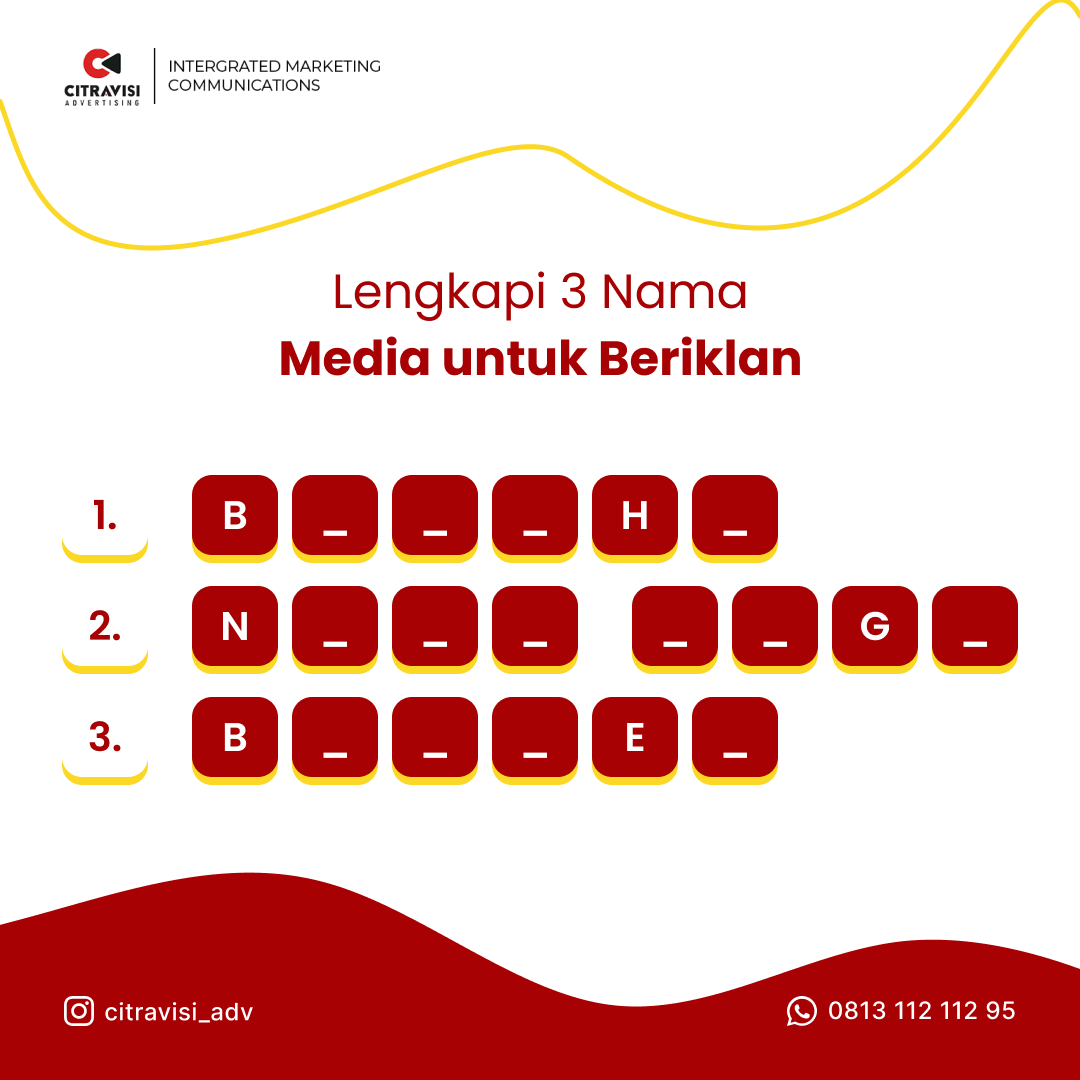 CITRAVISI
ADVERTISING
INTERGRATED MARKETING
COMMUNICATIONS
Lengkapi 3 Nama
Media untuk Beriklan
1. B _ _ _ H _
2. N _ _ _ _ _ G _
3. B _ _ _ E _
citravisi_adv
0813 112 112 95